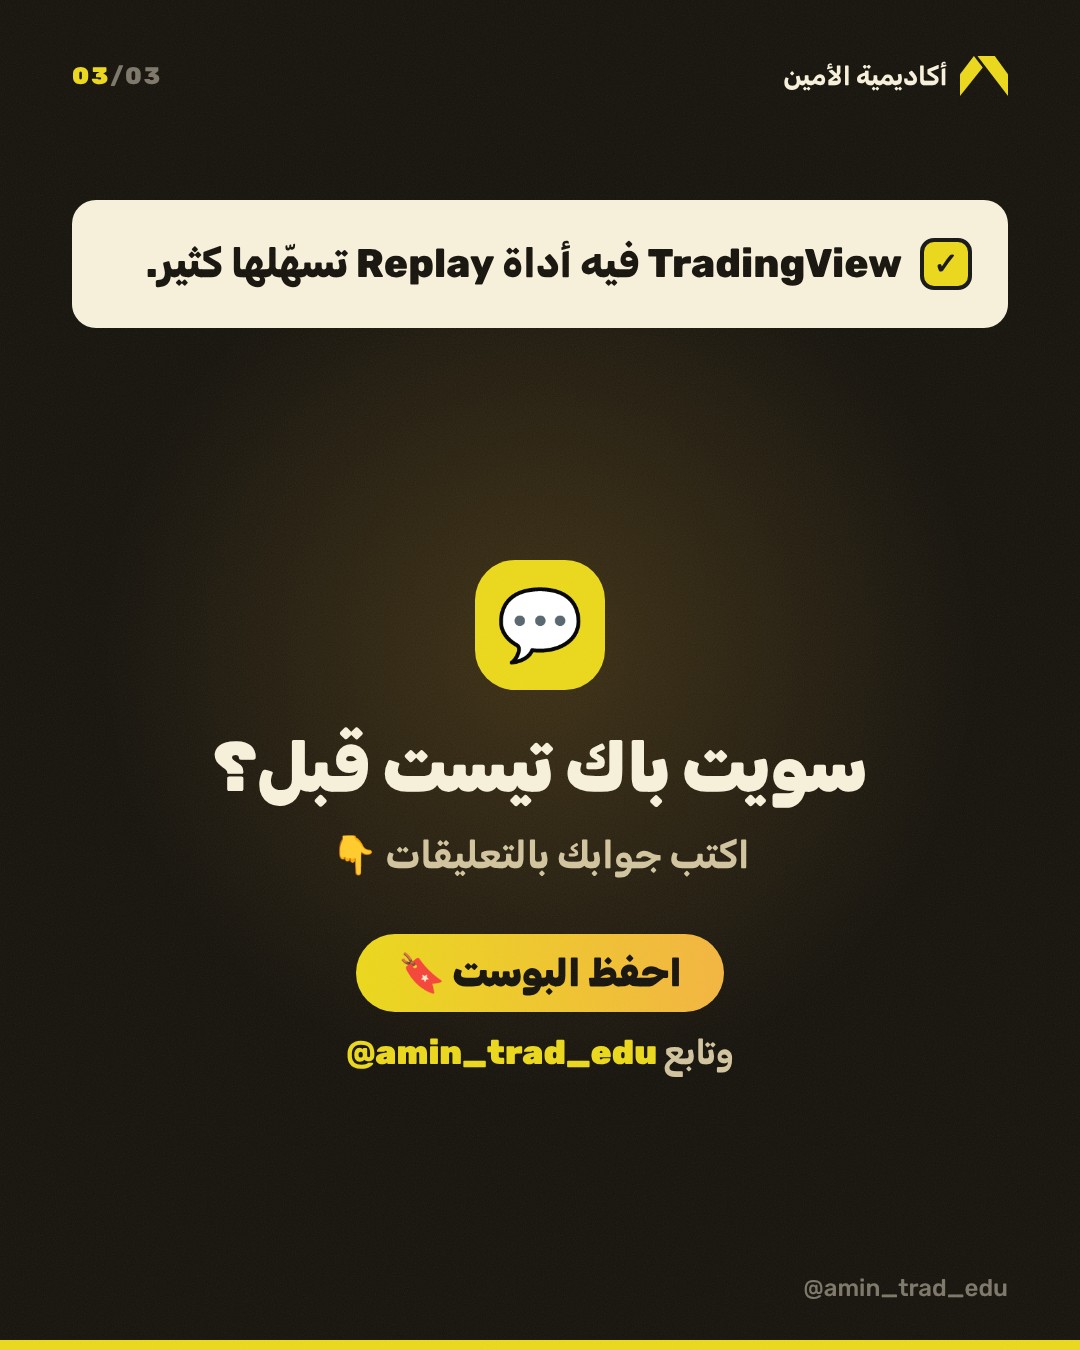 أكاديمية الأمين
03/03
TradingView فيه أداة Replay تسهّلها كثير.
سويت باك تيست قبل؟
اكتب جوابك بالتعليقات 👇
احفظ البوست 🔖
وتابع @amin_trad_edu
@amin_trad_edu